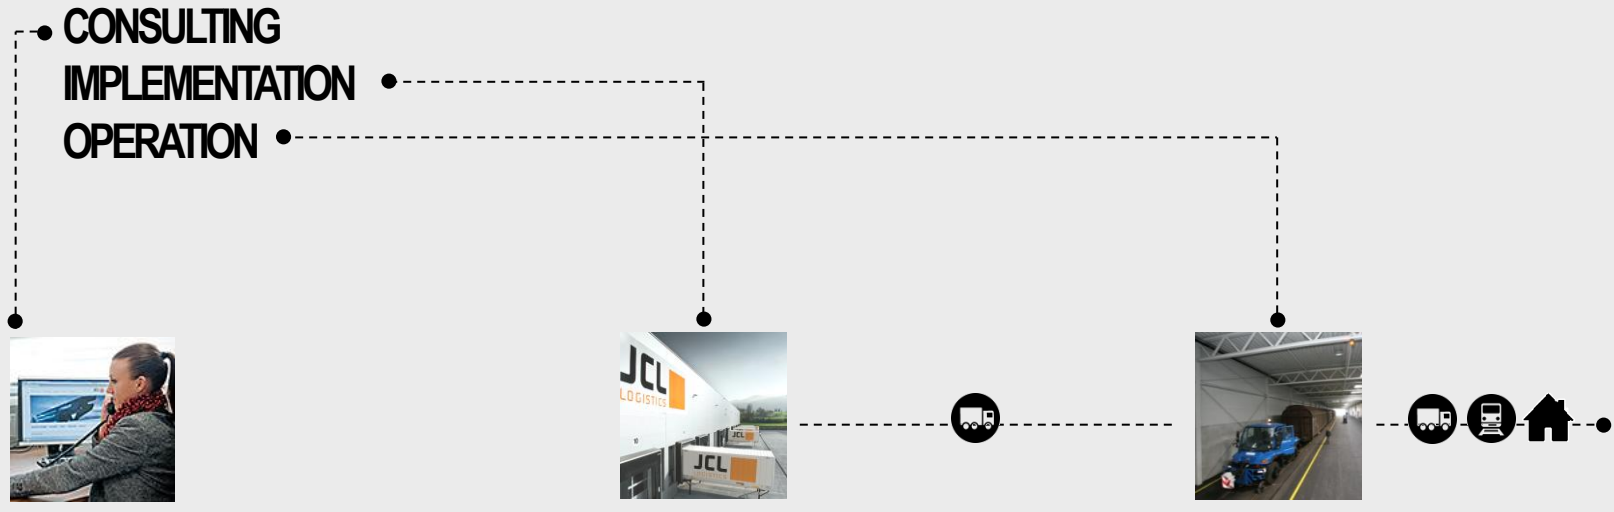 CONSULTING
IMPLEMENTATION
OPERATION
JCL
LOGISTICS
JCL
JCL